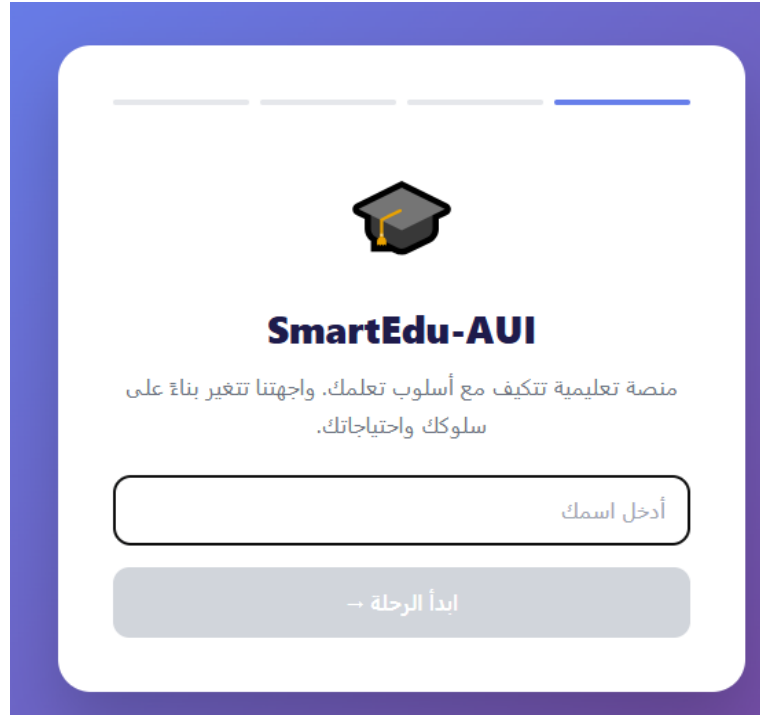 SmartEdu-AUI
منصة تعليمية تتكيف مع أسلوب تعلمك. واجهتنا تتغير بناءً على
سلوكك واحتياجاتك.
أدخل اسمك
ابدأ الرحلة ←